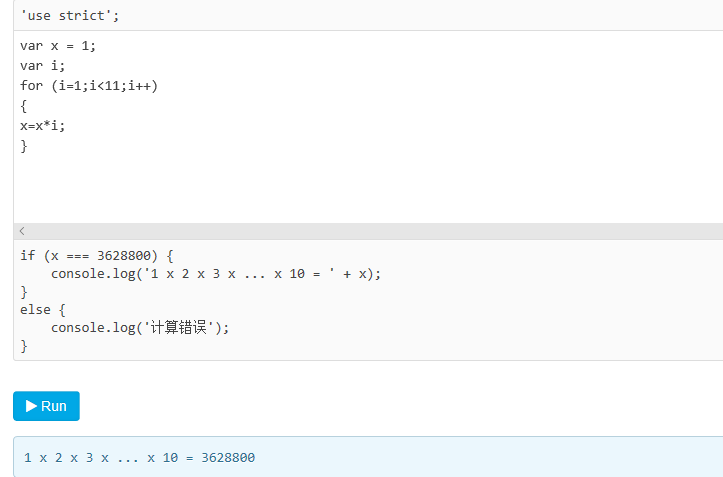 'use strict';
var x = 1;
var i;
for (i=1;i<11;i++)
{
x=x*i;
}
if (x === 3628800) {
    console.log('1 x 2 x 3 x ... x 10 = ' + x);
}
else {
    console.log('计算错误');
}
Run
1 x 2 x 3 x ... x 10 = 3628800